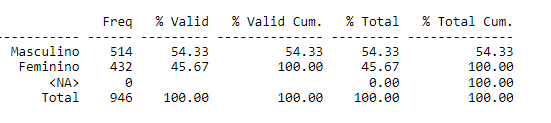 Freq % Valid % Valid Cum. % Total % Total Cum.
----------- ------ --------- -------------- --------- --------------
Masculino 514 54.33 54.33 54.33 54.33
Feminino 432 45.67 100.00 45.67 100.00
<NA> 0 0.00 100.00
Total 946 100.00 100.00 100.00 100.00